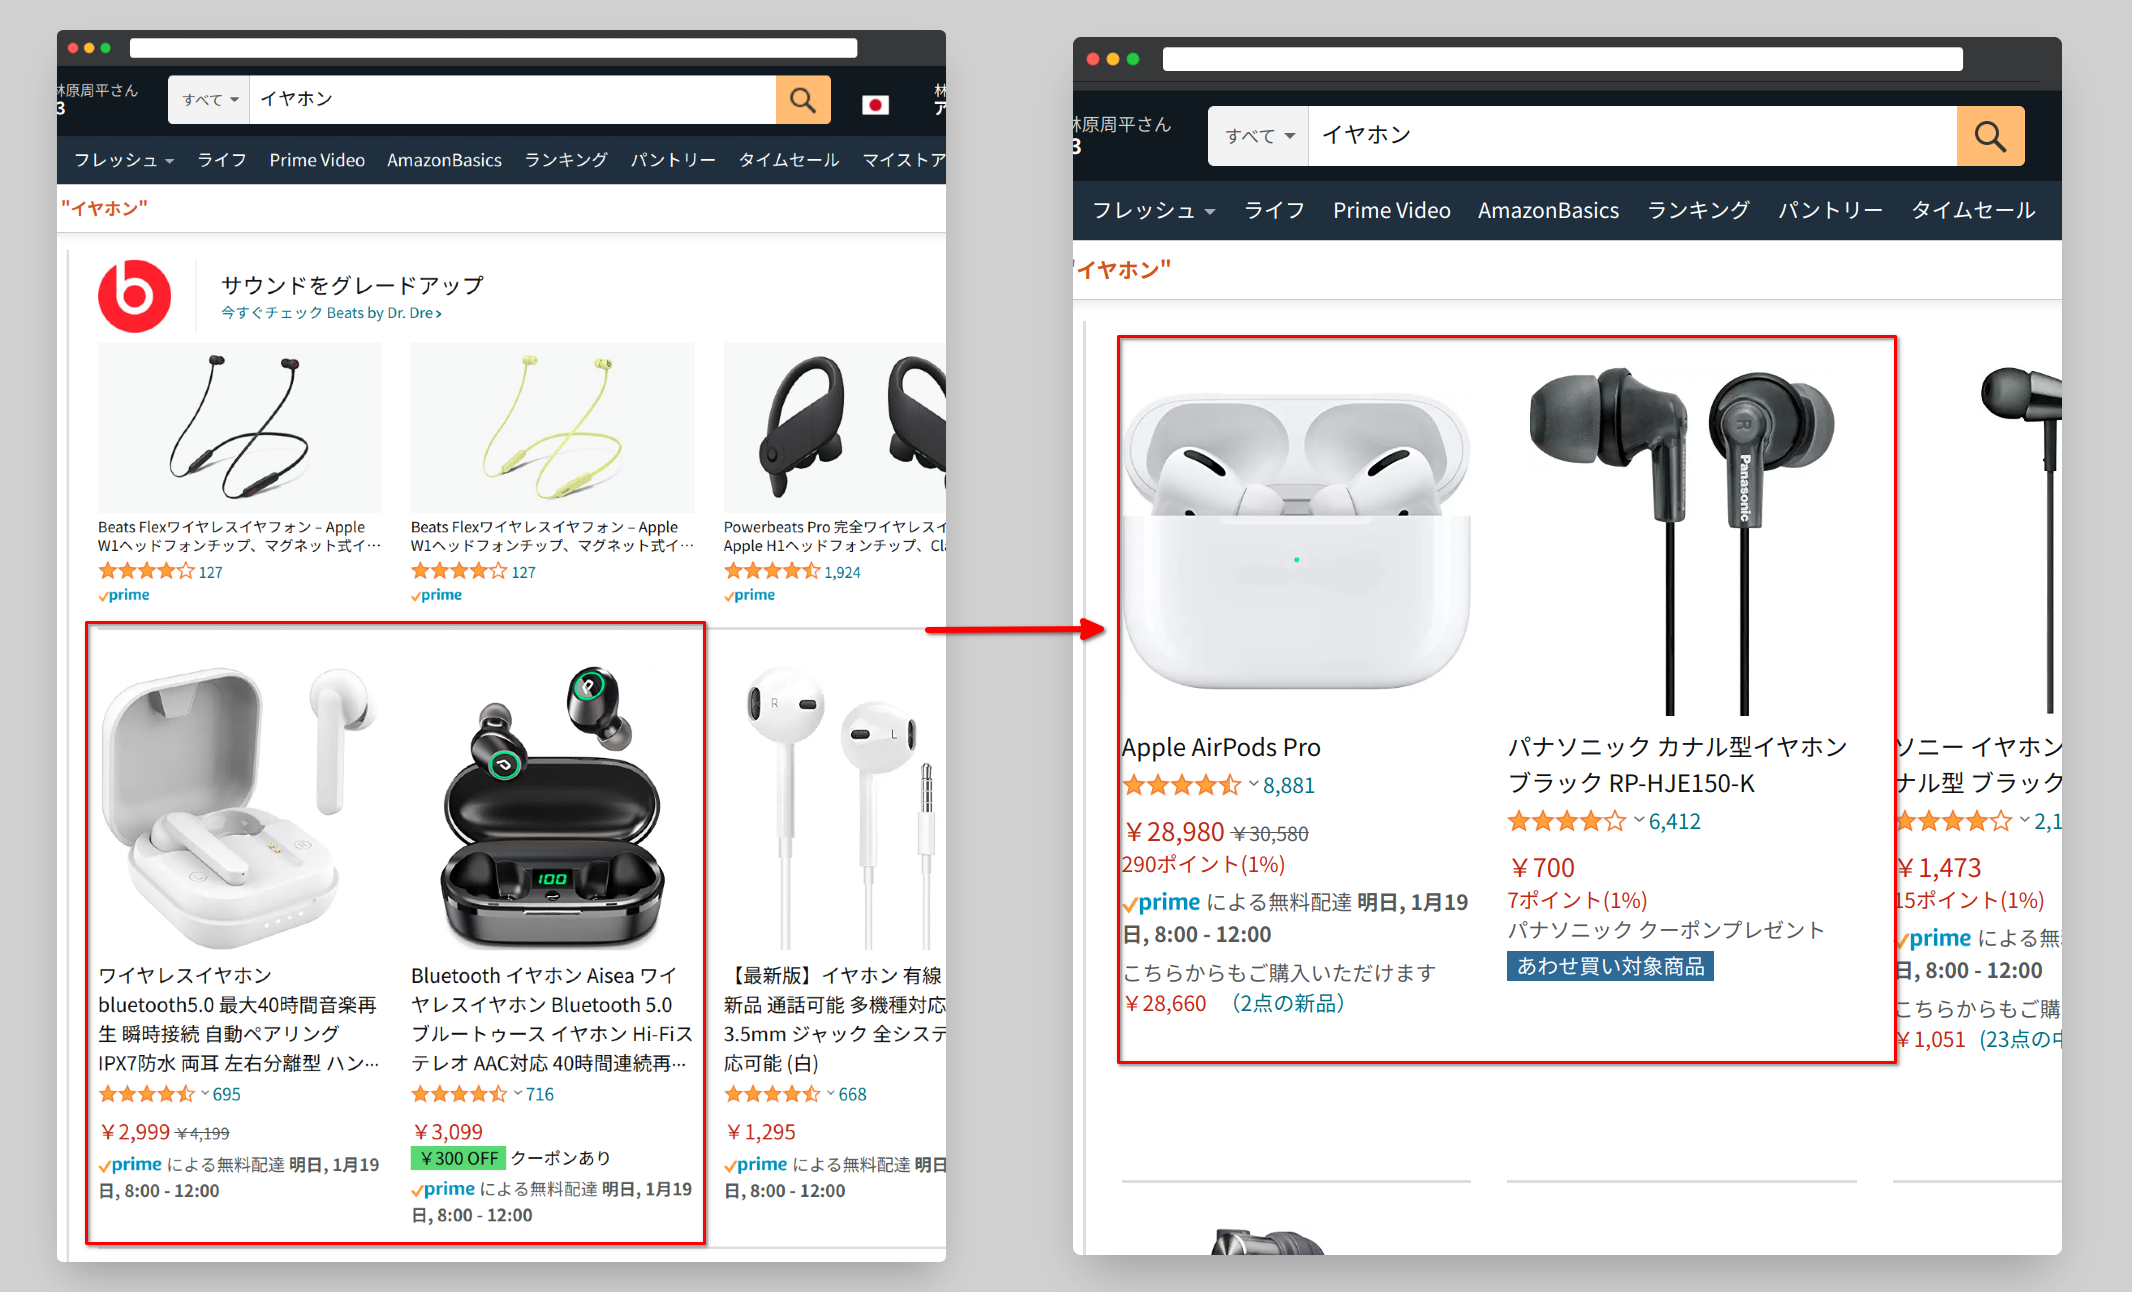 林原周平さん
3
すべて
イヤホン
林
ア
フレッシュ ライフ Prime Video AmazonBasics ランキング パントリー タイムセール マイストア
"イヤホン"
b
サウンドをグレードアップ
今すぐチェック Beats by Dr. Dre›
Beats Flexワイヤレスイヤフォン – Apple
W1ヘッドフォンチップ、マグネット式イ…
127
prime
Beats Flexワイヤレスイヤフォン – Apple
W1ヘッドフォンチップ、マグネット式イ…
127
prime
Powerbeats Pro 完全ワイヤレスイ
Apple H1ヘッドフォンチップ、Cl
1,924
prime
100
R
L
ワイヤレスイヤホン
bluetooth5.0 最大40時間音楽再
生 瞬時接続 自動ペアリング
IPX7防水 両耳 左右分離型 ハン…
695
￥2,999 ￥4,199
prime による無料配達 明日, 1月19
日, 8:00 - 12:00
Bluetooth イヤホン Aisea ワイ
ヤレスイヤホン Bluetooth 5.0
ブルートゥース イヤホン Hi-Fiス
テレオ AAC対応 40時間連続再…
716
￥3,099
￥300 OFF クーポンあり
prime による無料配達 明日, 1月19
日, 8:00 - 12:00
【最新版】イヤホン 有線
新品 通話可能 多機種対応
3.5mm ジャック 全システ
応可能 (白)
668
￥1,295
prime による無料配達 明日
日, 8:00 - 12:00
林原周平さん
3
すべて
イヤホン
フレッシュ ライフ Prime Video AmazonBasics ランキング パントリー タイムセール
"イヤホン"
R
Panasonic
Apple AirPods Pro
8,881
￥28,980 ￥30,580
290ポイント(1%)
prime による無料配達 明日, 1月19
日, 8:00 - 12:00
こちらからもご購入いただけます
￥28,660 （2点の新品）
パナソニック カナル型イヤホン
ブラック RP-HJE150-K
6,412
￥700
7ポイント(1%)
パナソニック クーポンプレゼント
あわせ買い対象商品
ソニー イヤホン
ナル型 ブラック
2,1
￥1,473
15ポイント(1%)
prime による無
日, 8:00 - 12:00
こちらからもご購
￥1,051 (23点の中